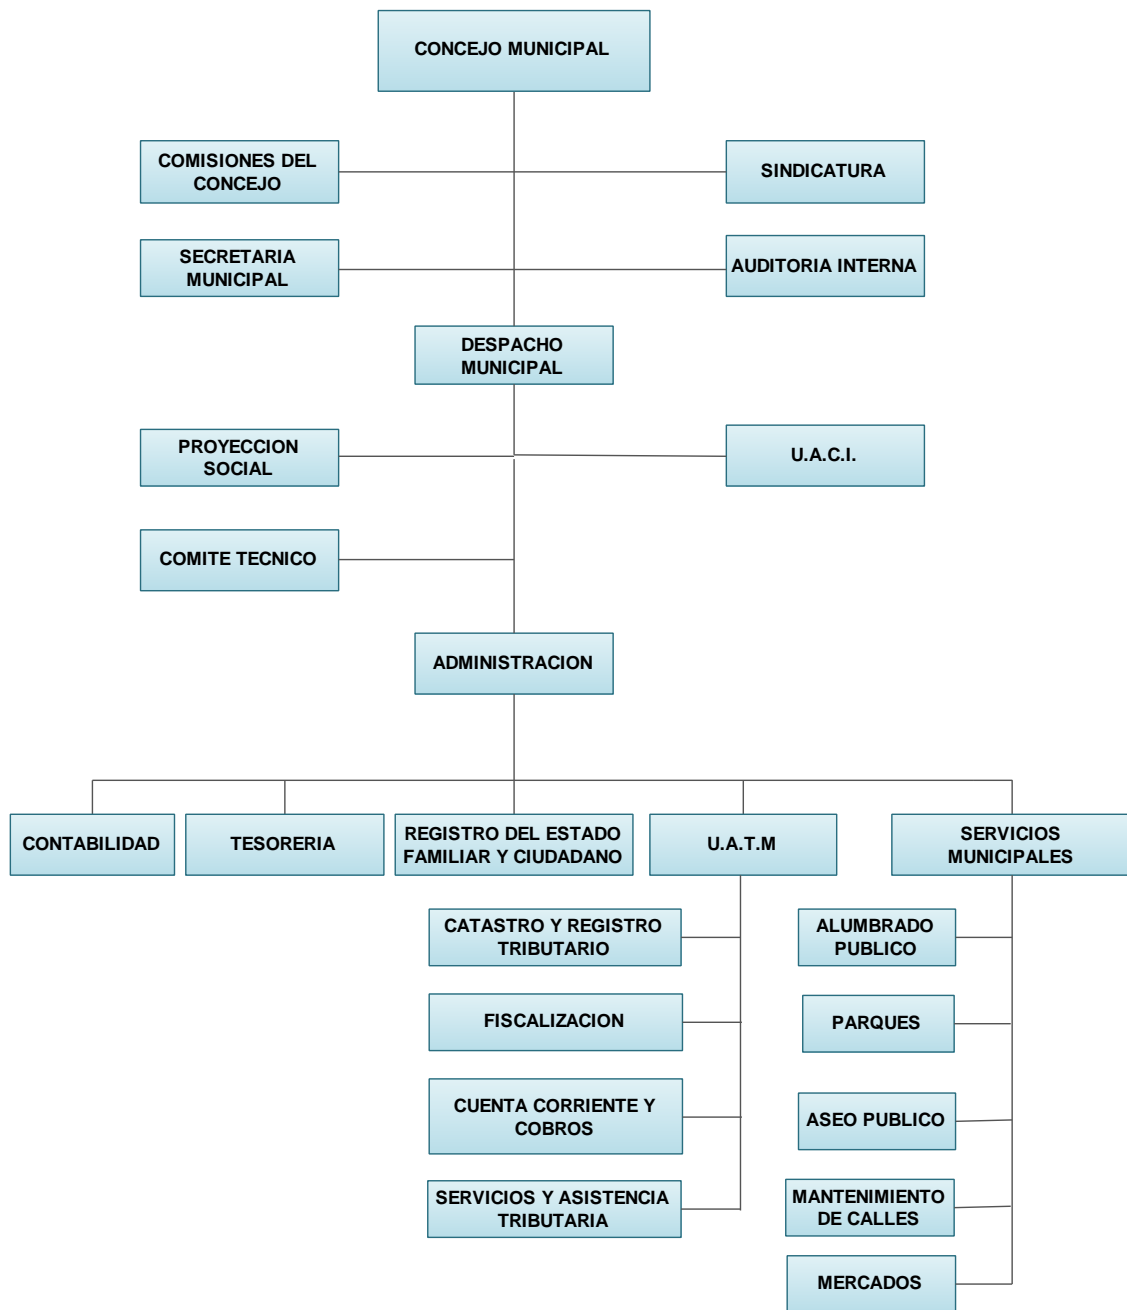 CONCEJO MUNICIPAL
COMISIONES DEL
CONCEJO
SINDICATURA
SECRETARIA
MUNICIPAL
AUDITORIA INTERNA
DESPACHO
MUNICIPAL
PROYECCION
SOCIAL
U.A.C.I.
COMITE TECNICO
ADMINISTRACION
CONTABILIDAD
TESORERIA
REGISTRO DEL ESTADO
FAMILIAR Y CIUDADANO
U.A.T.M
SERVICIOS
MUNICIPALES
CATASTRO Y REGISTRO
TRIBUTARIO
FISCALIZACION
CUENTA CORRIENTE Y
COBROS
SERVICIOS Y ASISTENCIA
TRIBUTARIA
ALUMBRADO
PUBLICO
PARQUES
ASEO PUBLICO
MANTENIMIENTO
DE CALLES
MERCADOS